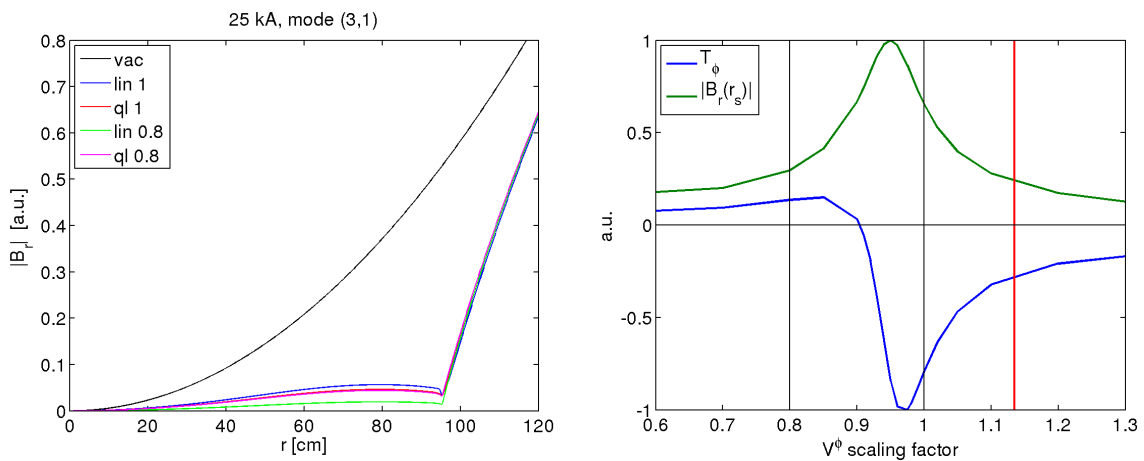 25 kA, mode (3,1)
|B_r| [a.u.]
0.8
0.7
0.6
0.5
0.4
0.3
0.2
0.1
0
vac
lin 1
ql 1
lin 0.8
ql 0.8
0 20 40 60 80 100 120
r [cm]
a.u.
1
0.5
0
-0.5
-1
T_ϕ
|B_r(r_s)|
0.6 0.7 0.8 0.9 1 1.1 1.2 1.3
V^ϕ scaling factor